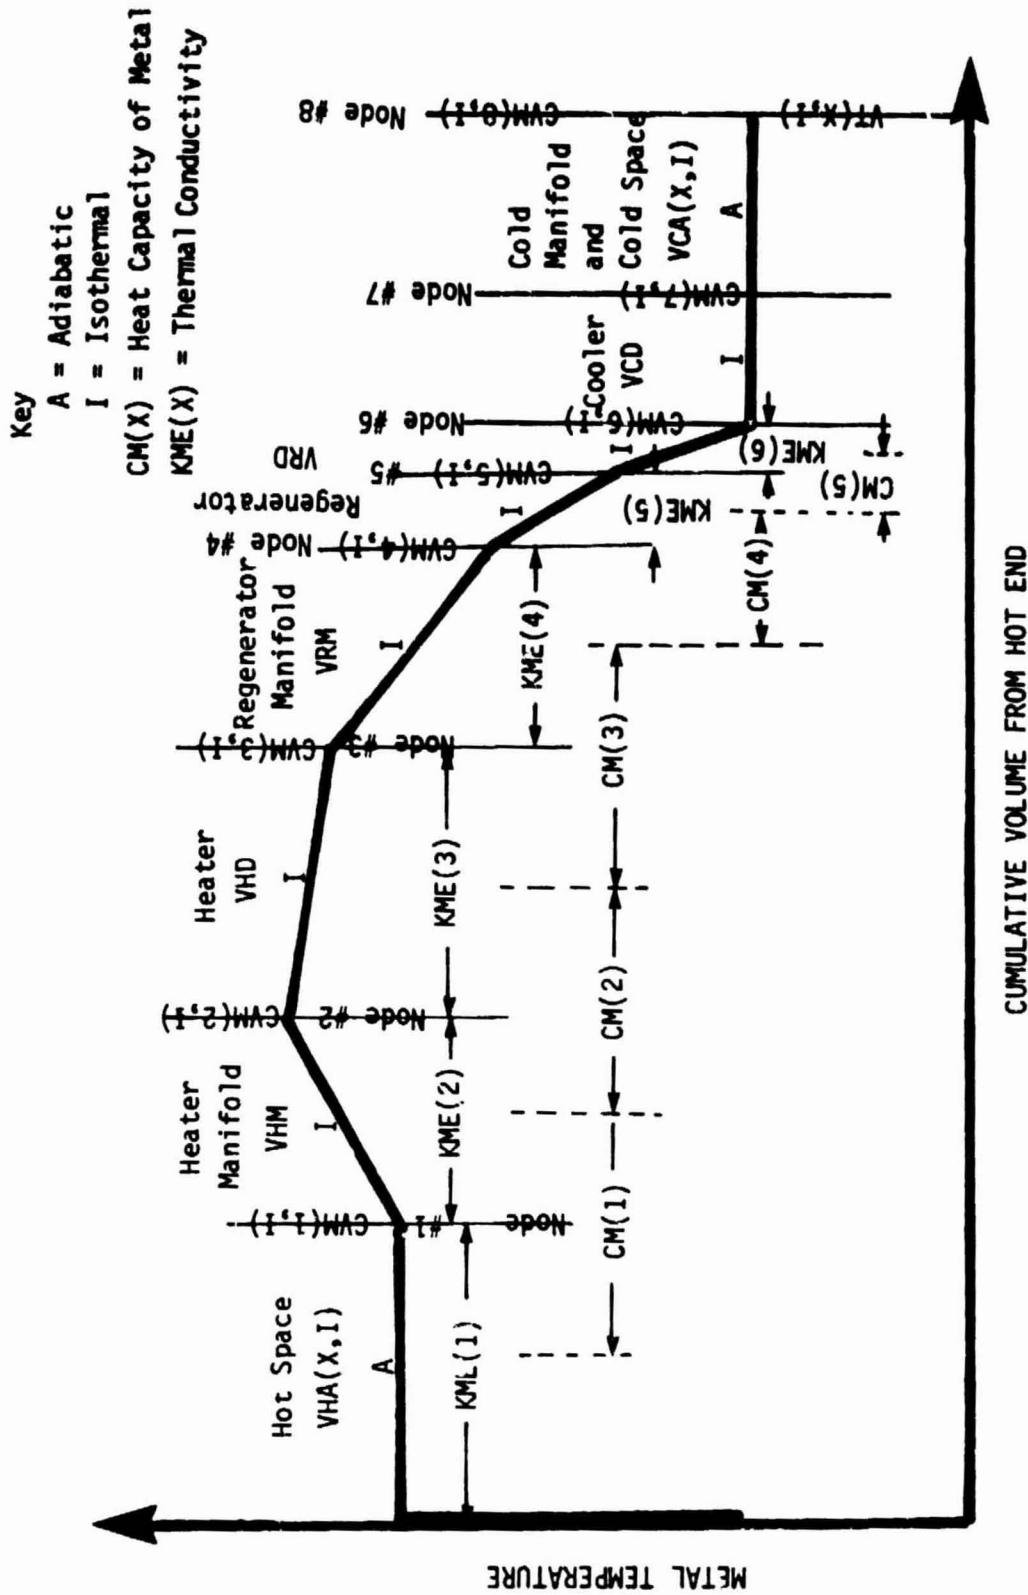 Key
A = Adiabatic
I = Isothermal
CM(X) = Heat Capacity of Metal
KME(X) = Thermal Conductivity
METAL TEMPERATURE
CUMULATIVE VOLUME FROM HOT END
Hot Space
VHA(X,I)
A
Node #1
CVM(1,I)
Heater
Manifold
VHM
I
Node #2
CVM(2,I)
Heater
VHD
I
Node #3
CVM(3,I)
Regenerator
Manifold
VRM
I
Node #4
CVM(4,I)
Regenerator
VRD
I
#5
CVM(5,I)
I
Node #6
CVM(6,I)
Cooler
VCD
I
Node #7
CVM(7,I)
Cold
Manifold
and
Cold Space
VCA(X,I)
A
Node #8
CVM(8,I)
VT(X,I)
KME(2)
KME(3)
KME(4)
KME(5)
KME(6)
CM(1)
CM(2)
CM(3)
CM(4)
CM(5)